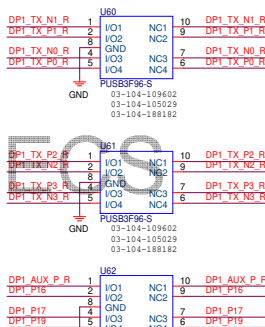 U60
DP1_TX_N1_R 1 I/O1 NC1 10 DP1_TX_N1_R
DP1_TX_P1_R 2 I/O2 NC2 9 DP1_TX_P1_R
8 GND
DP1_TX_N0_R 4 I/O3 NC3 7 DP1_TX_N0_R
DP1_TX_P0_R 5 I/O4 NC4 6 DP1_TX_P0_R
PUSB3F96-S
GND
03-104-109602
03-104-105029
03-104-188182
ECS
U61
DP1_TX_P2_R 1 I/O1 NC1 10 DP1_TX_P2_R
DP1_TX_N2_R 2 I/O2 NC2 9 DP1_TX_N2_R
8 GND
DP1_TX_P3_R 4 I/O3 NC3 7 DP1_TX_P3_R
DP1_TX_N3_R 5 I/O4 NC4 6 DP1_TX_N3_R
PUSB3F96-S
GND
03-104-109602
03-104-105029
03-104-188182
U62
DP1_AUX_P_R 1 I/O1 NC1 10 DP1_AUX_P_R
DP1_P16 2 I/O2 NC2 9 DP1_P16
8 GND
DP1_P17 4 I/O3 NC3 7 DP1_P17
DP1_P19 5 I/O4 NC4 6 DP1_P19